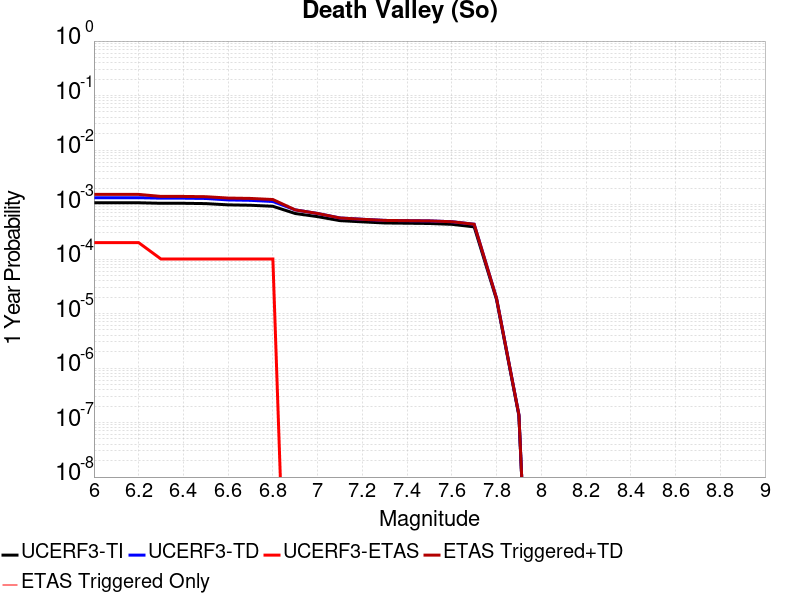 Death Valley (So)
10^0
10^-1
10^-2
10^-3
10^-4
10^-5
10^-6
10^-7
10^-8
1 Year Probability
6 6.2 6.4 6.6 6.8 7 7.2 7.4 7.6 7.8 8 8.2 8.4 8.6 8.8 9
Magnitude
UCERF3-TI UCERF3-TD UCERF3-ETAS ETAS Triggered+TD
ETAS Triggered Only